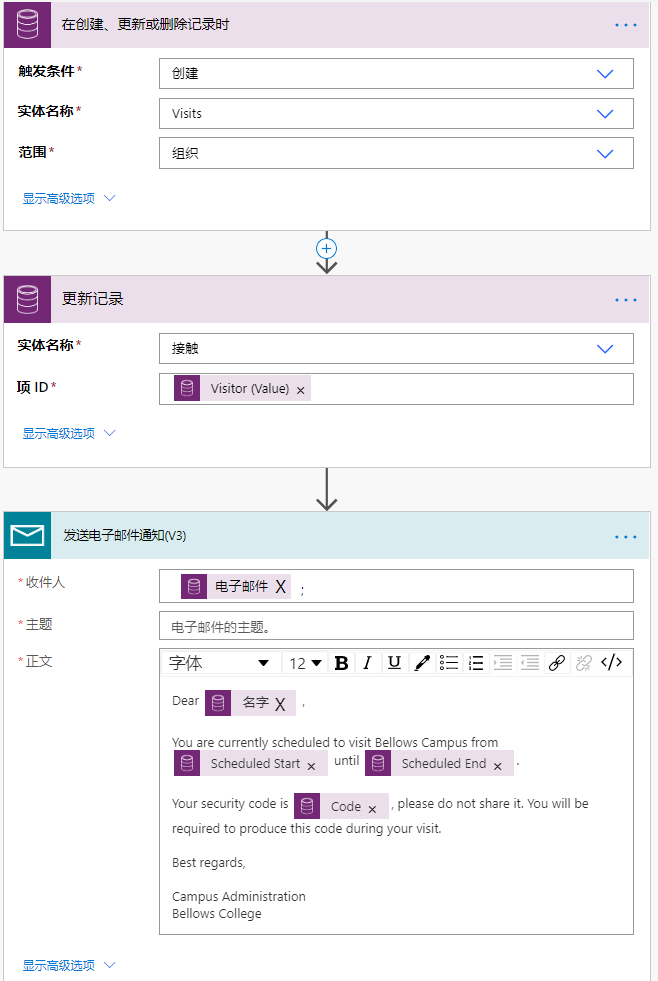 在创建、更新或删除记录时
触发条件* 创建
实体名称* Visits
范围* 组织
显示高级选项
更新记录
实体名称* 接触
项 ID* Visitor (Value) ×
显示高级选项
发送电子邮件通知(V3)
*收件人 电子邮件 X ;
*主题 电子邮件的主题。
*正文 字体 12 B I U </>
Dear 名字 X ,
You are currently scheduled to visit Bellows Campus from
Scheduled Start × until Scheduled End × .
Your security code is Code × , please do not share it. You will be
required to produce this code during your visit.
Best regards,
Campus Administration
Bellows College
显示高级选项